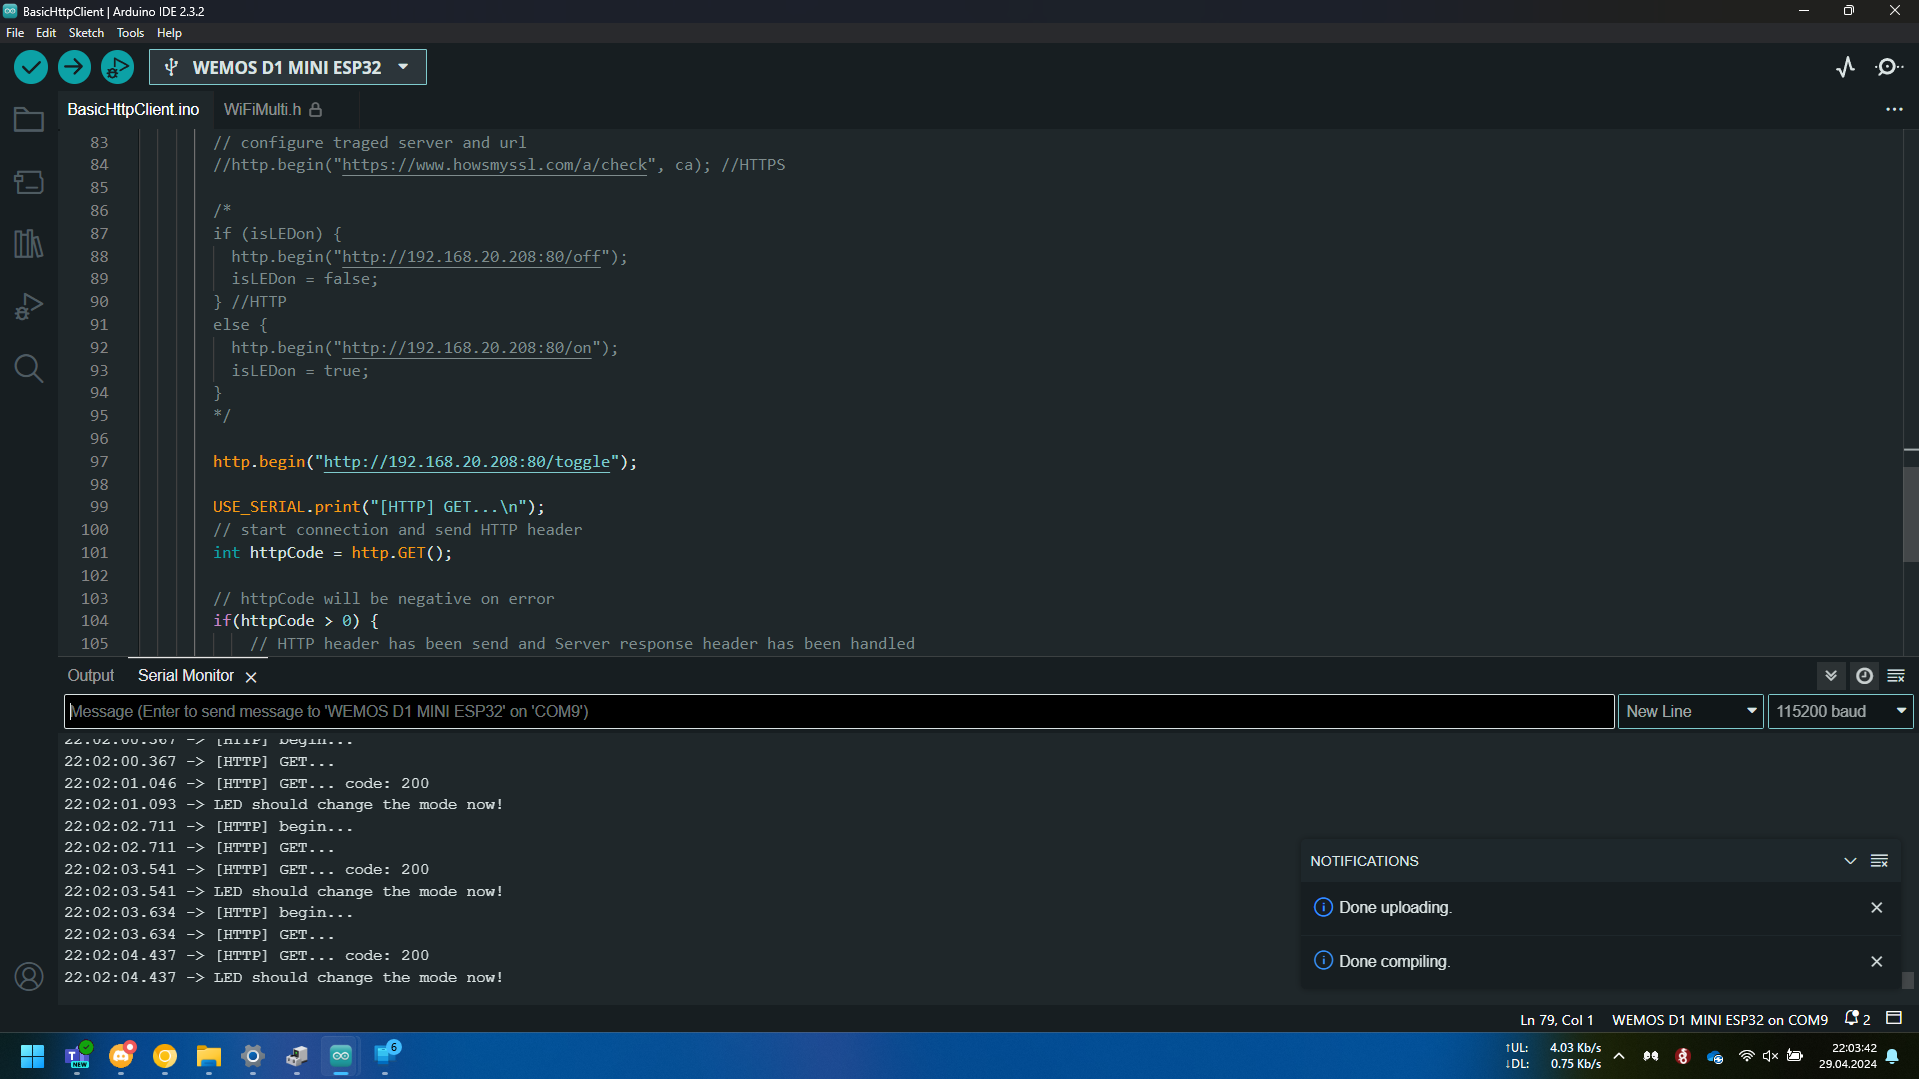 BasicHttpClient | Arduino IDE 2.3.2
File Edit Sketch Tools Help
WEMOS D1 MINI ESP32
BasicHttpClient.ino WiFiMulti.h
83 // configure traged server and url
84 //http.begin("https://www.howsmyssl.com/a/check", ca); //HTTPS
85
86 /*
87 if (isLEDon) {
88 http.begin("http://192.168.20.208:80/off");
89 isLEDon = false;
90 } //HTTP
91 else {
92 http.begin("http://192.168.20.208:80/on");
93 isLEDon = true;
94 }
95 */
96
97 http.begin("http://192.168.20.208:80/toggle");
98
99 USE_SERIAL.print("[HTTP] GET...\n");
100 // start connection and send HTTP header
101 int httpCode = http.GET();
102
103 // httpCode will be negative on error
104 if(httpCode > 0) {
105 // HTTP header has been send and Server response header has been handled
Output Serial Monitor
Message (Enter to send message to 'WEMOS D1 MINI ESP32' on 'COM9')
New Line
115200 baud
22:02:00.367 -> [HTTP] begin...
22:02:00.367 -> [HTTP] GET...
22:02:01.046 -> [HTTP] GET... code: 200
22:02:01.093 -> LED should change the mode now!
22:02:02.711 -> [HTTP] begin...
22:02:02.711 -> [HTTP] GET...
22:02:03.541 -> [HTTP] GET... code: 200
22:02:03.541 -> LED should change the mode now!
22:02:03.634 -> [HTTP] begin...
22:02:03.634 -> [HTTP] GET...
22:02:04.437 -> [HTTP] GET... code: 200
22:02:04.437 -> LED should change the mode now!
NOTIFICATIONS
Done uploading.
Done compiling.
Ln 79, Col 1 WEMOS D1 MINI ESP32 on COM9 2
T NEW
6
↑UL: 4.03 Kb/s
↓DL: 0.75 Kb/s
22:03:42
29.04.2024